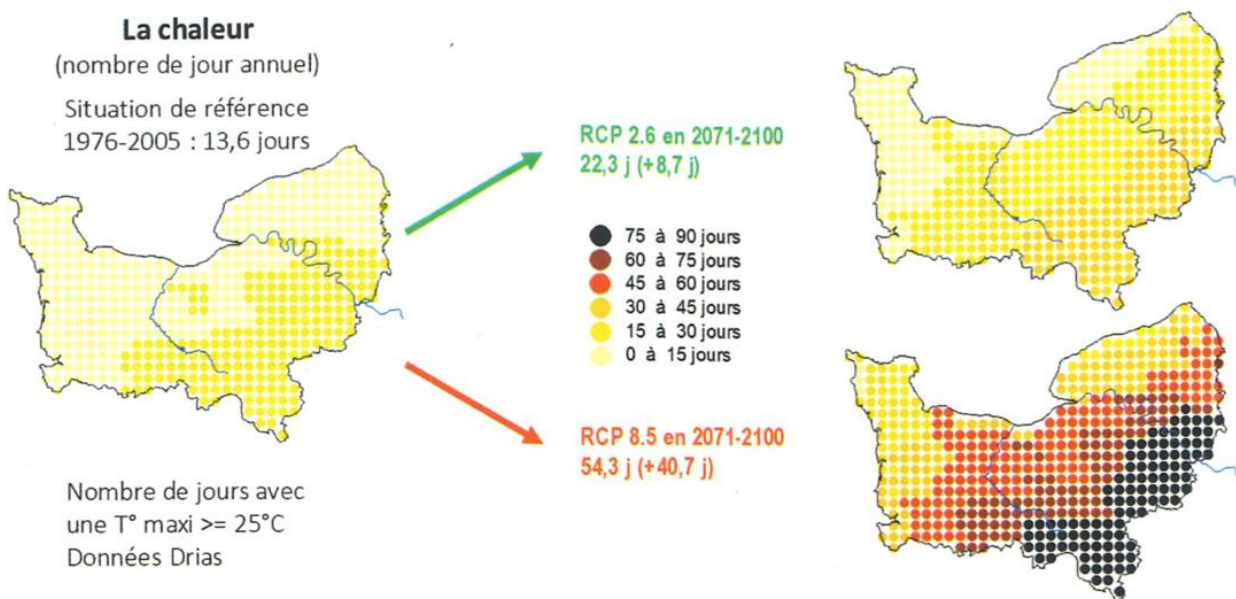 La chaleur
(nombre de jour annuel)
Situation de référence
1976-2005 : 13,6 jours
RCP 2.6 en 2071-2100
22,3 j (+8,7 j)
75 à 90 jours
60 à 75 jours
45 à 60 jours
30 à 45 jours
15 à 30 jours
0 à 15 jours
RCP 8.5 en 2071-2100
54,3 j (+40,7 j)
Nombre de jours avec
une T° maxi >= 25°C
Données Drias